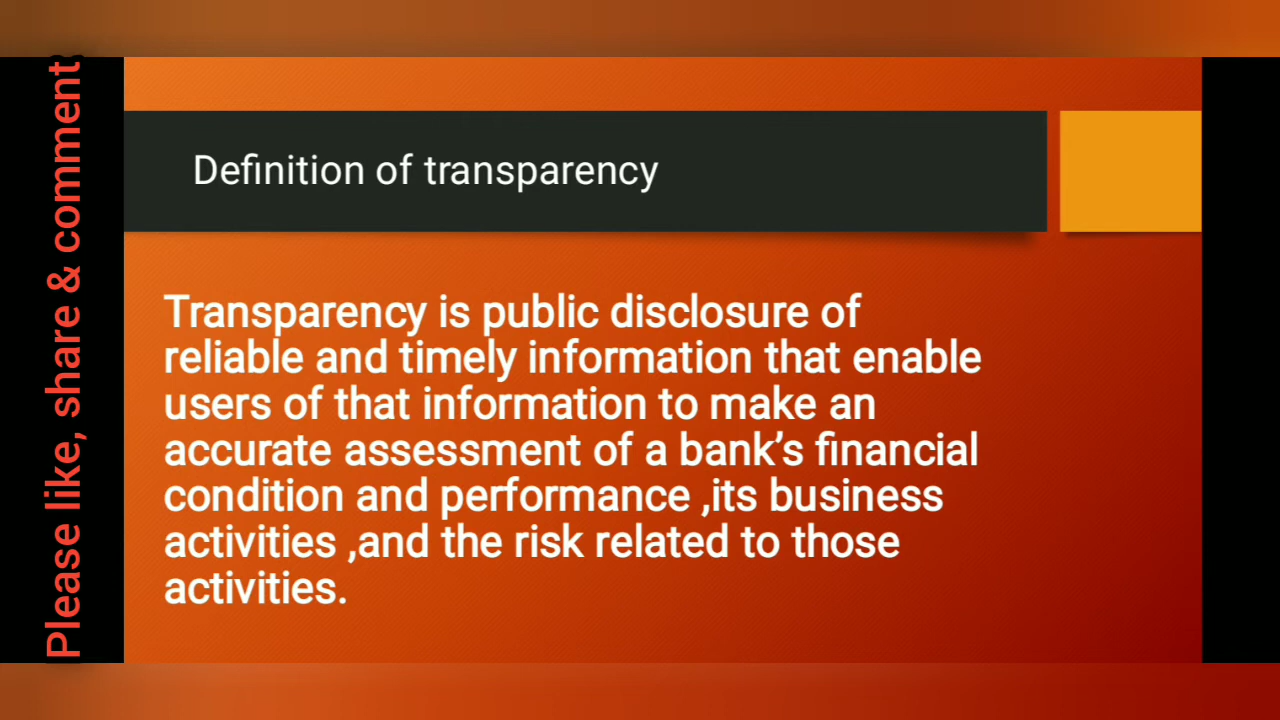 Please like, share & comment
Definition of transparency
Transparency is public disclosure of
reliable and timely information that enable
users of that information to make an
accurate assessment of a bank’s financial
condition and performance ,its business
activities ,and the risk related to those
activities.